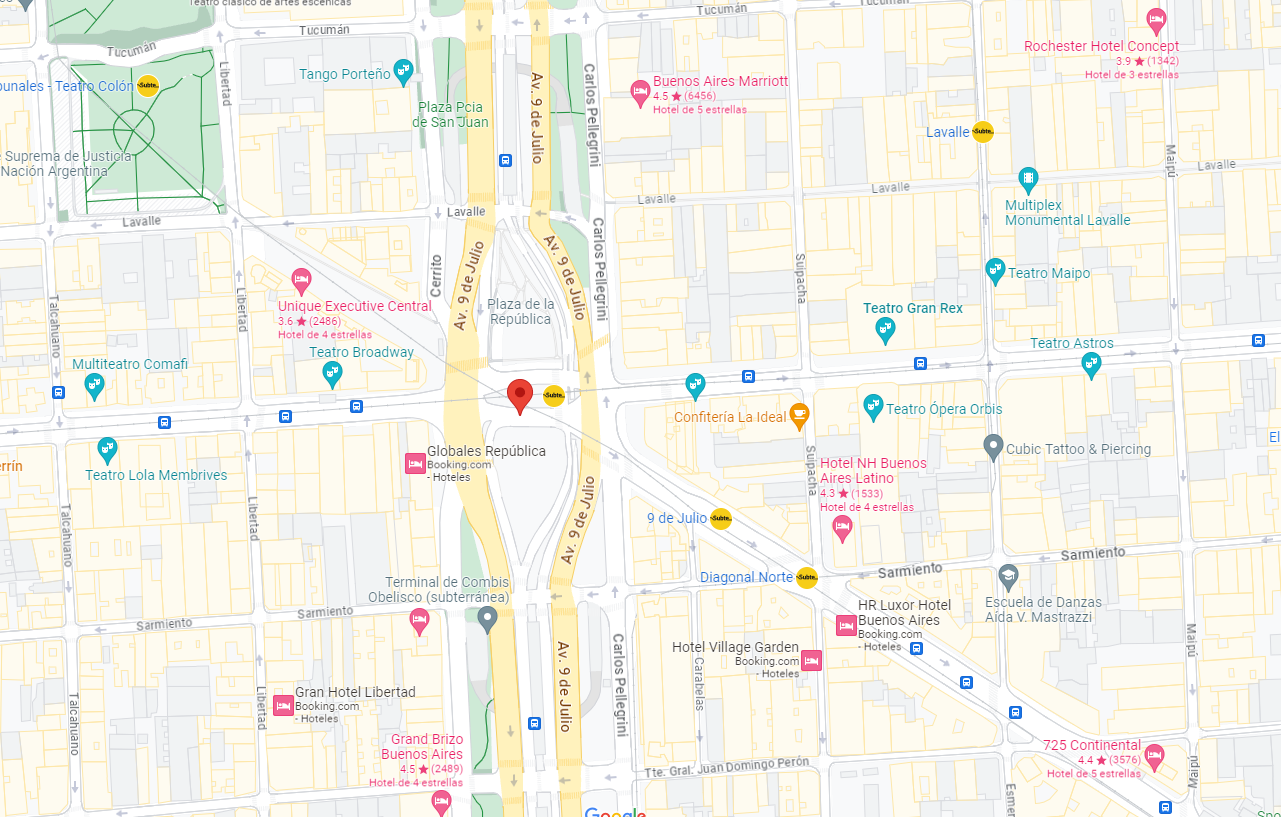 Teatro clásico de artes escénicas
Tucumán
Tucumán
Tucumán
Rochester Hotel Concept
3.9 ★ (1342)
Hotel de 3 estrellas
Libertad
Tango Porteño
Av. 9 de Julio
Carlos Pellegrini
Buenos Aires Marriott
4.5 ★ (6456)
Hotel de 5 estrellas
bunales - Teatro Colón
Subte
Plaza Pcia
de San Juan
Lavalle
Subte
Suprema de Justicia
Nación Argentina
Maipú
Lavalle
Lavalle
Lavalle
Multiplex
Monumental Lavalle
Lavalle
Lavalle
Carlos Pellegrini
Av. 9 de Julio
Av. 9 de Julio
Cerrito
Suipacha
Teatro Maipo
Talcahuano
Libertad
Unique Executive Central
3.6 ★ (2486)
Hotel de 4 estrellas
Plaza de la
República
Teatro Gran Rex
Teatro Astros
Teatro Broadway
Multiteatro Comafi
Subte
Confitería La Ideal
Teatro Ópera Orbis
Globales República
Booking.com
- Hoteles
Cubic Tattoo & Piercing
El
errín
Teatro Lola Membrives
Suipacha
Hotel NH Buenos
Aires Latino
4.3 ★ (1533)
Hotel de 4 estrellas
Talcahuano
Libertad
Av. 9 de Julio
9 de Julio
Subte
Sarmiento
Sarmiento
Diagonal Norte
Subte
Terminal de Combis
Obelisco (subterránea)
Escuela de Danzas
Aída V. Mastrazzi
Sarmiento
Sarmiento
HR Luxor Hotel
Buenos Aires
Booking.com
- Hoteles
Hotel Village Garden
Booking.com
- Hoteles
Maipú
Carabelas
Carlos Pellegrini
Av. 9 de Julio
Libertad
Talcahuano
Gran Hotel Libertad
Booking.com
- Hoteles
Grand Brizo
Buenos Aires
4.5 ★ (2489)
Hotel de 4 estrellas
725 Continental
4.4 ★ (3576)
Hotel de 5 estrellas
Tte. Gral. Juan Domingo Perón
Maipú
Esmer
Google